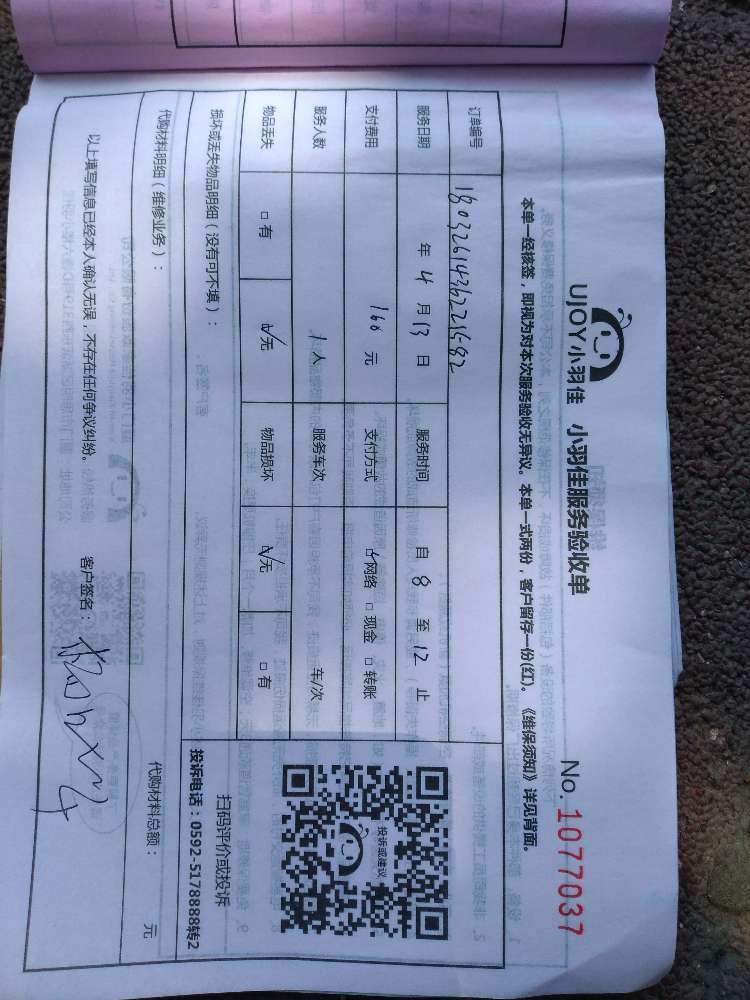 UJOY小羽佳 小羽佳服务验收单
No. 1077037
本单一经核签，即视为对本次服务验收无异议。本单一式两份，客户留存一份(红)。《维保须知》详见背面。
订单编号 18032614362221582
服务日期 年 4 月 13 日 服务时间 自 8 至 12 止
支付费用 160 元 支付方式 ☑网络 □现金 □转账
服务人数 1 人 服务车次 车/次
物品丢失 □有 ☑无 物品损坏 ☑无 □有
投诉或建议
扫码评价或投诉
投诉电话：0592-5178888转2
损坏或丢失物品明细（没有可不填）：
代购材料明细（维修业务）： 代购材料总额： 元
以上填写信息已经本人确认无误，不存在任何争议纠纷。 客户签名：